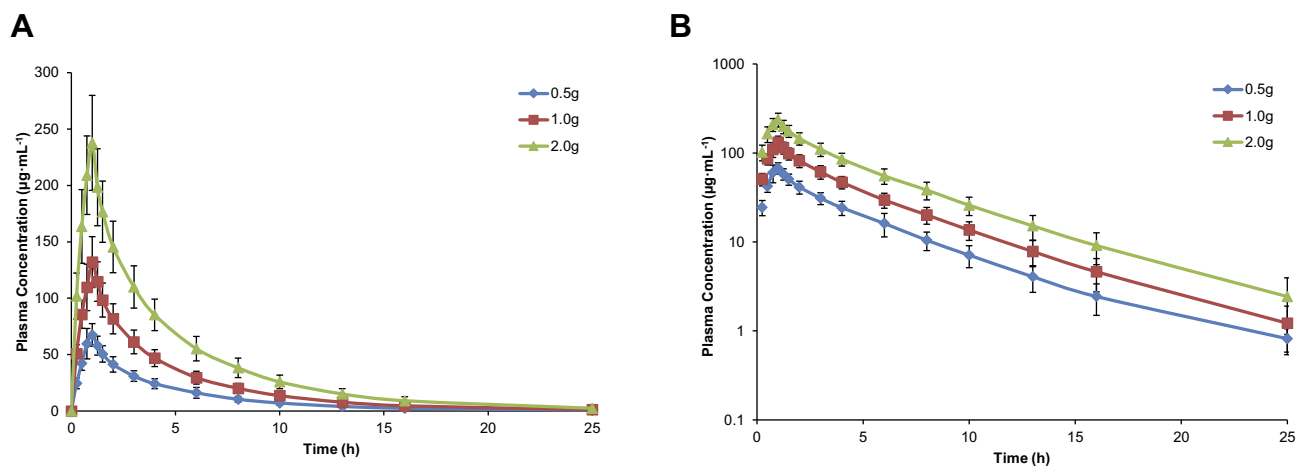 A
B
300
250
200
150
100
50
0
Plasma Concentration (µg·mL⁻¹)
0.5g
1.0g
2.0g
0 5 10 15 20 25
Time (h)
1000
100
10
1
0.1
Plasma Concentration (µg·mL⁻¹)
0.5g
1.0g
2.0g
0 5 10 15 20 25
Time (h)